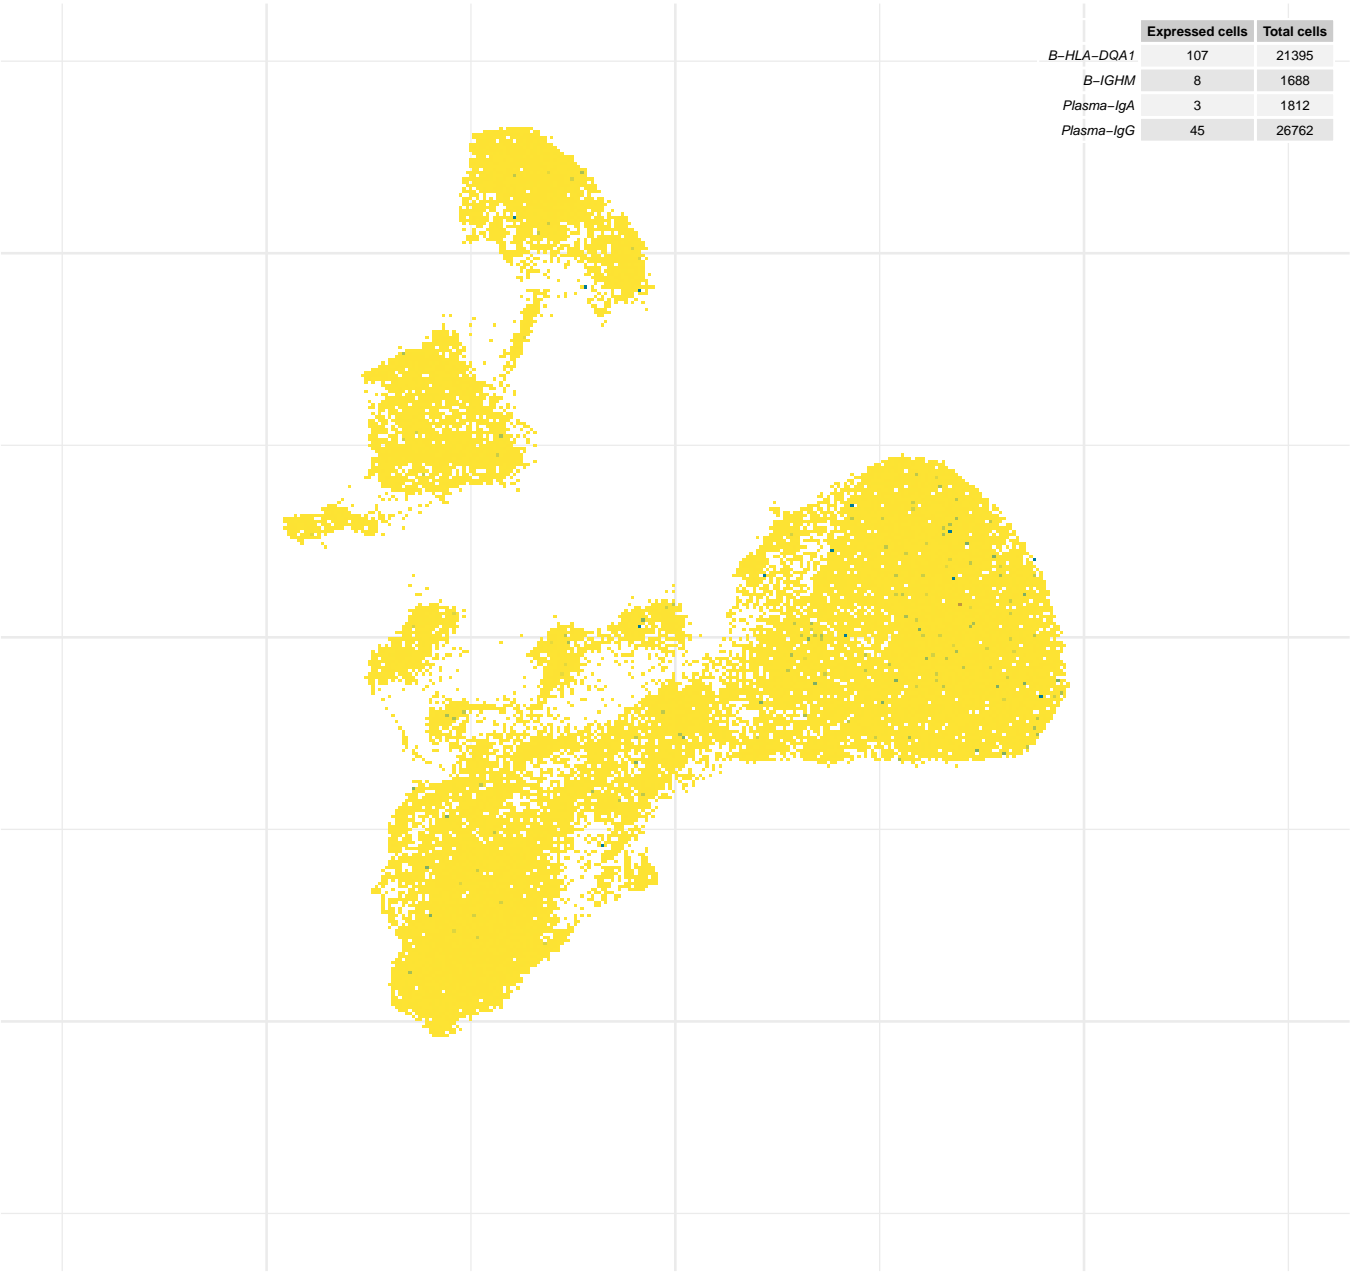 Expressed cells Total cells
B−HLA−DQA1 107 21395
B−IGHM 8 1688
Plasma−IgA 3 1812
Plasma−IgG 45 26762